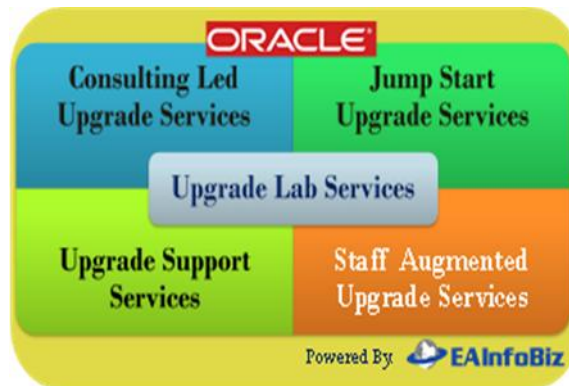 ORACLE
Consulting Led
Upgrade Services
Jump Start
Upgrade Services
Upgrade Lab Services
Upgrade Support
Services
Staff Augmented
Upgrade Services
Powered By: EAInfoBiz